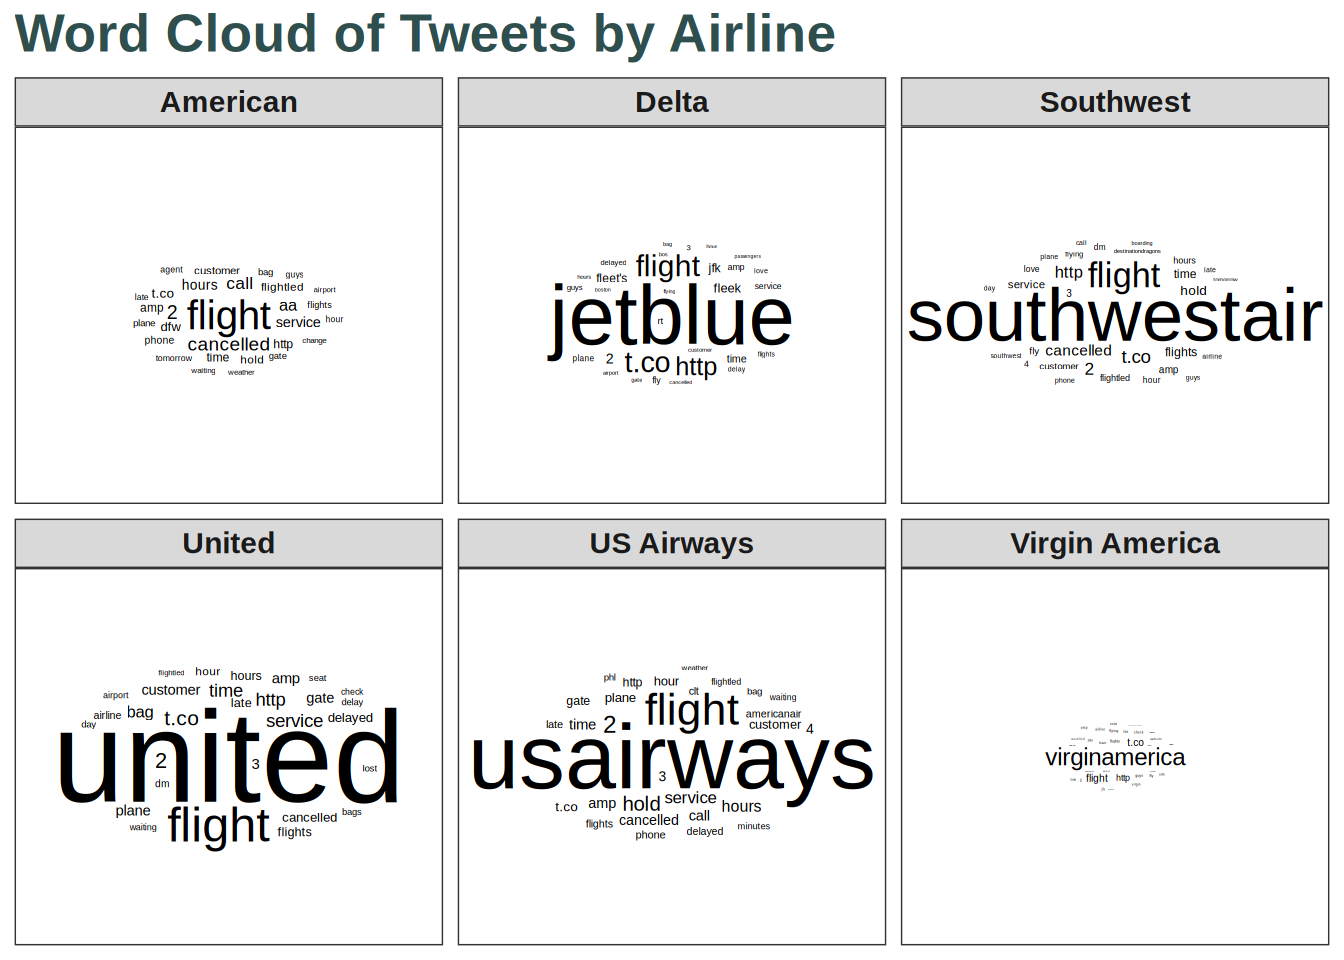 Word Cloud of Tweets by Airline
American
agent customer bag guys
hours call flightled airport
late t.co
amp 2 flight aa flights
plane dfw service hour
phone cancelled http change
tomorrow time hold gate
waiting weather
Delta
bag 3
delayed bos passengers
flight jfk amp love
hours fleet's
guys boston flying fleek service
jetblue
rt
customer
plane 2 t.co http time flights
airport delay
gate fly cancelled
Southwest
call dm boarding
destinationdragons
plane flying hours
love http flight time late
tomorrow
day service 3 hold
southwestair
southwest fly cancelled t.co flights airline
4 customer 2 amp
phone flightled hour guys
United
flightled hour hours amp seat
customer time check
airport late http gate delay
airline bag t.co service delayed
day
united
2 3 lost
dm
plane flight cancelled bags
waiting flights
US Airways
weather
phl http hour flightled
clt bag
gate plane waiting
flight americanair
late time 2 customer 4
usairways
3
t.co amp hold service hours
flights cancelled call
phone delayed minutes
Virgin America
t.co
virginamerica
flight http